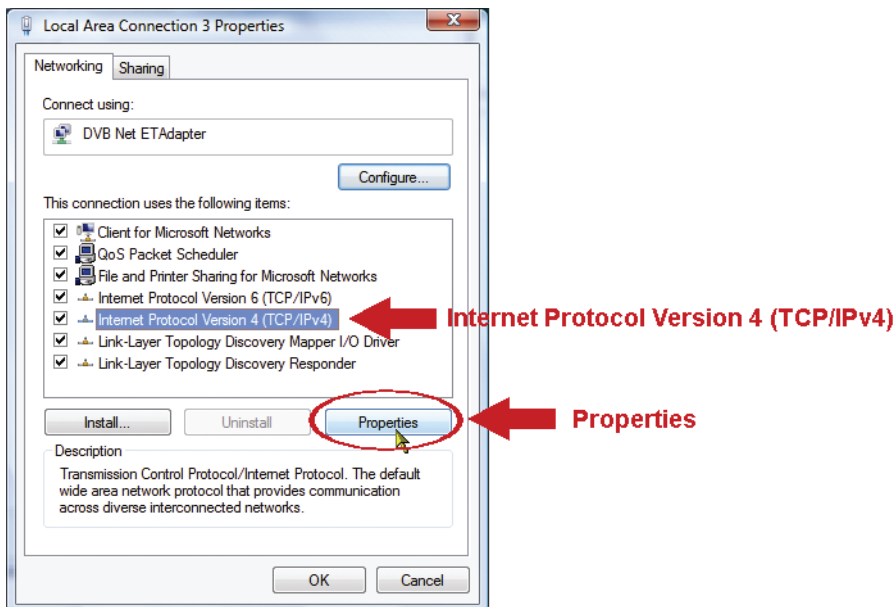 Local Area Connection 3 Properties
Networking
Sharing
Connect using:
DVB Net ETAdapter
Configure...
This connection uses the following items:
Client for Microsoft Networks
QoS Packet Scheduler
File and Printer Sharing for Microsoft Networks
Internet Protocol Version 6 (TCP/IPv6)
Internet Protocol Version 4 (TCP/IPv4)
Internet Protocol Version 4 (TCP/IPv4)
Link-Layer Topology Discovery Mapper I/O Driver
Link-Layer Topology Discovery Responder
Install...
Uninstall
Properties
Properties
Description
Transmission Control Protocol/Internet Protocol. The default
wide area network protocol that provides communication
across diverse interconnected networks.
OK
Cancel